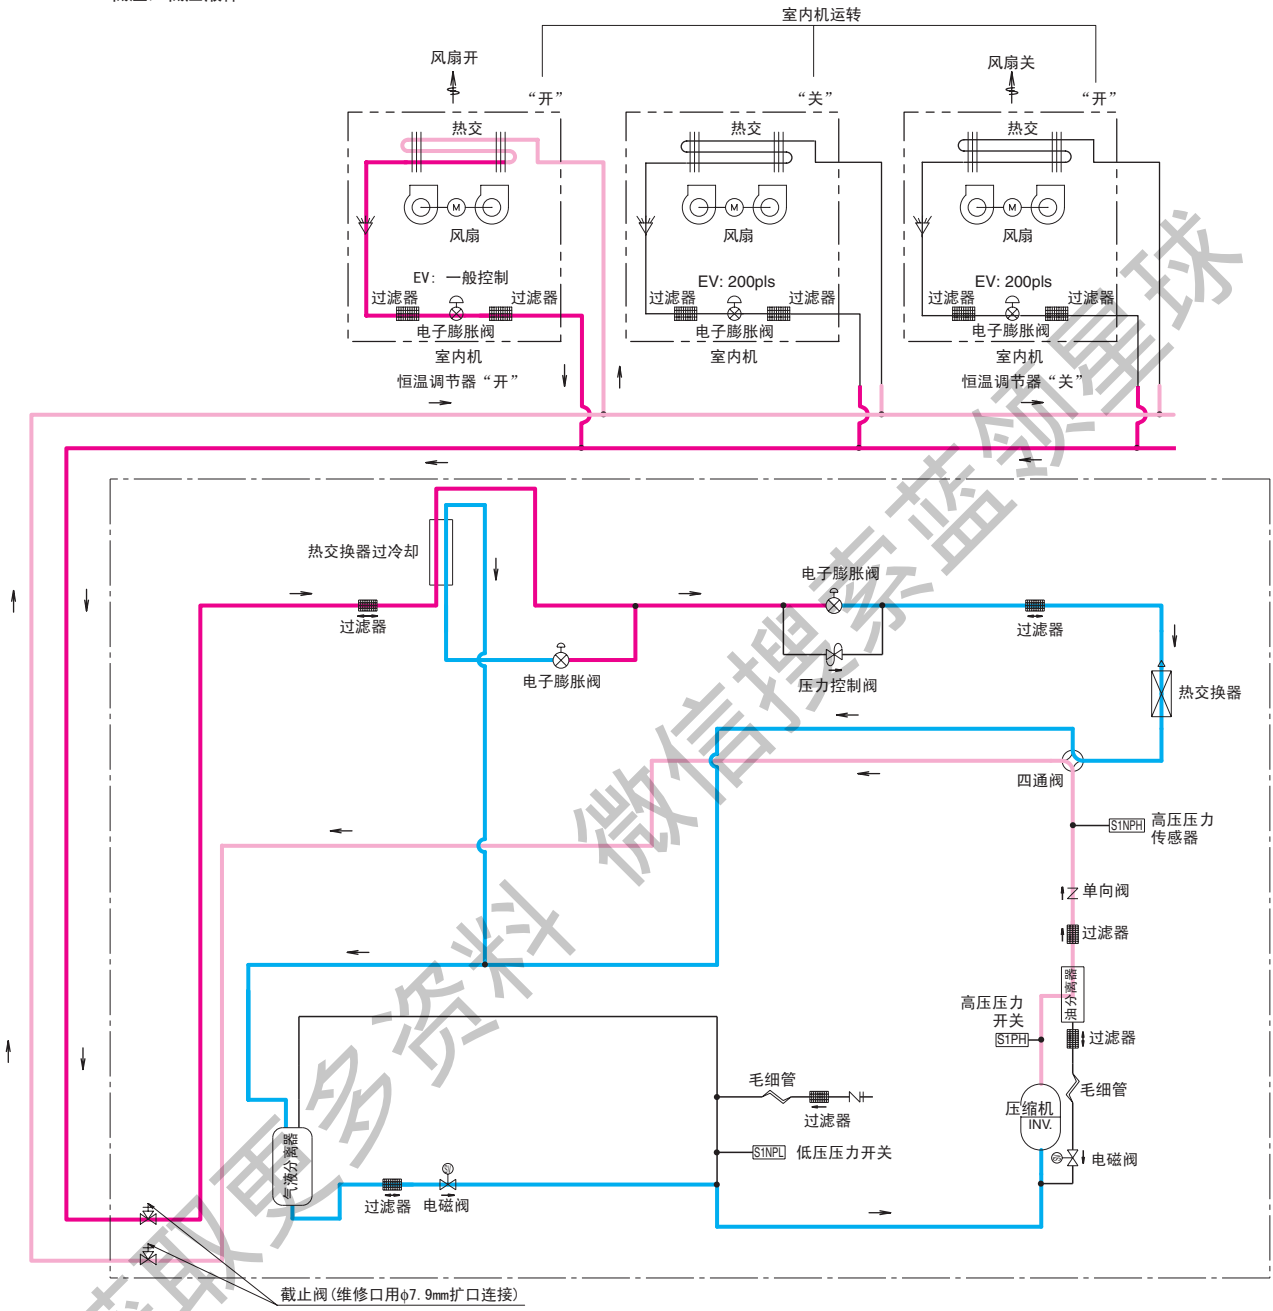 室内机运转
风扇开
风扇关
“开”
“关”
“开”
热交
热交
热交
M
M
M
风扇
风扇
风扇
EV: 一般控制
EV: 200pls
EV: 200pls
过滤器
过滤器
过滤器
过滤器
过滤器
过滤器
电子膨胀阀
电子膨胀阀
电子膨胀阀
室内机
室内机
室内机
恒温调节器“开”
恒温调节器“关”
热交换器过冷却
电子膨胀阀
过滤器
过滤器
电子膨胀阀
压力控制阀
热交换器
四通阀
S1NPH
高压压力
传感器
单向阀
过滤器
油分离器
高压压力
开关
S1PH
过滤器
毛细管
毛细管
过滤器
压缩机
INV.
S1NPL
低压压力开关
气液分离器
电磁阀
过滤器
电磁阀
截止阀(维修口用φ7.9mm扩口连接)
获取更多资料 微信搜索蓝领星球